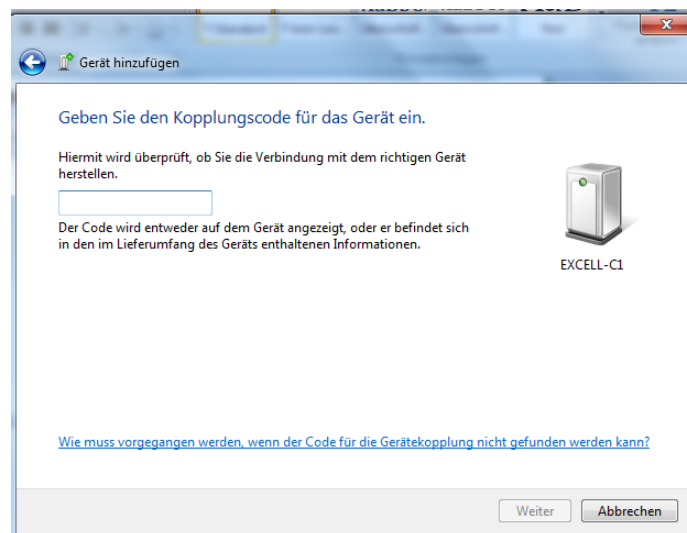 Gerät hinzufügen
Geben Sie den Kopplungscode für das Gerät ein.
Hiermit wird überprüft, ob Sie die Verbindung mit dem richtigen Gerät
herstellen.
Der Code wird entweder auf dem Gerät angezeigt, oder er befindet sich
in den im Lieferumfang des Geräts enthaltenen Informationen.
EXCELL-C1
Wie muss vorgegangen werden, wenn der Code für die Gerätekopplung nicht gefunden werden kann?
Weiter
Abbrechen